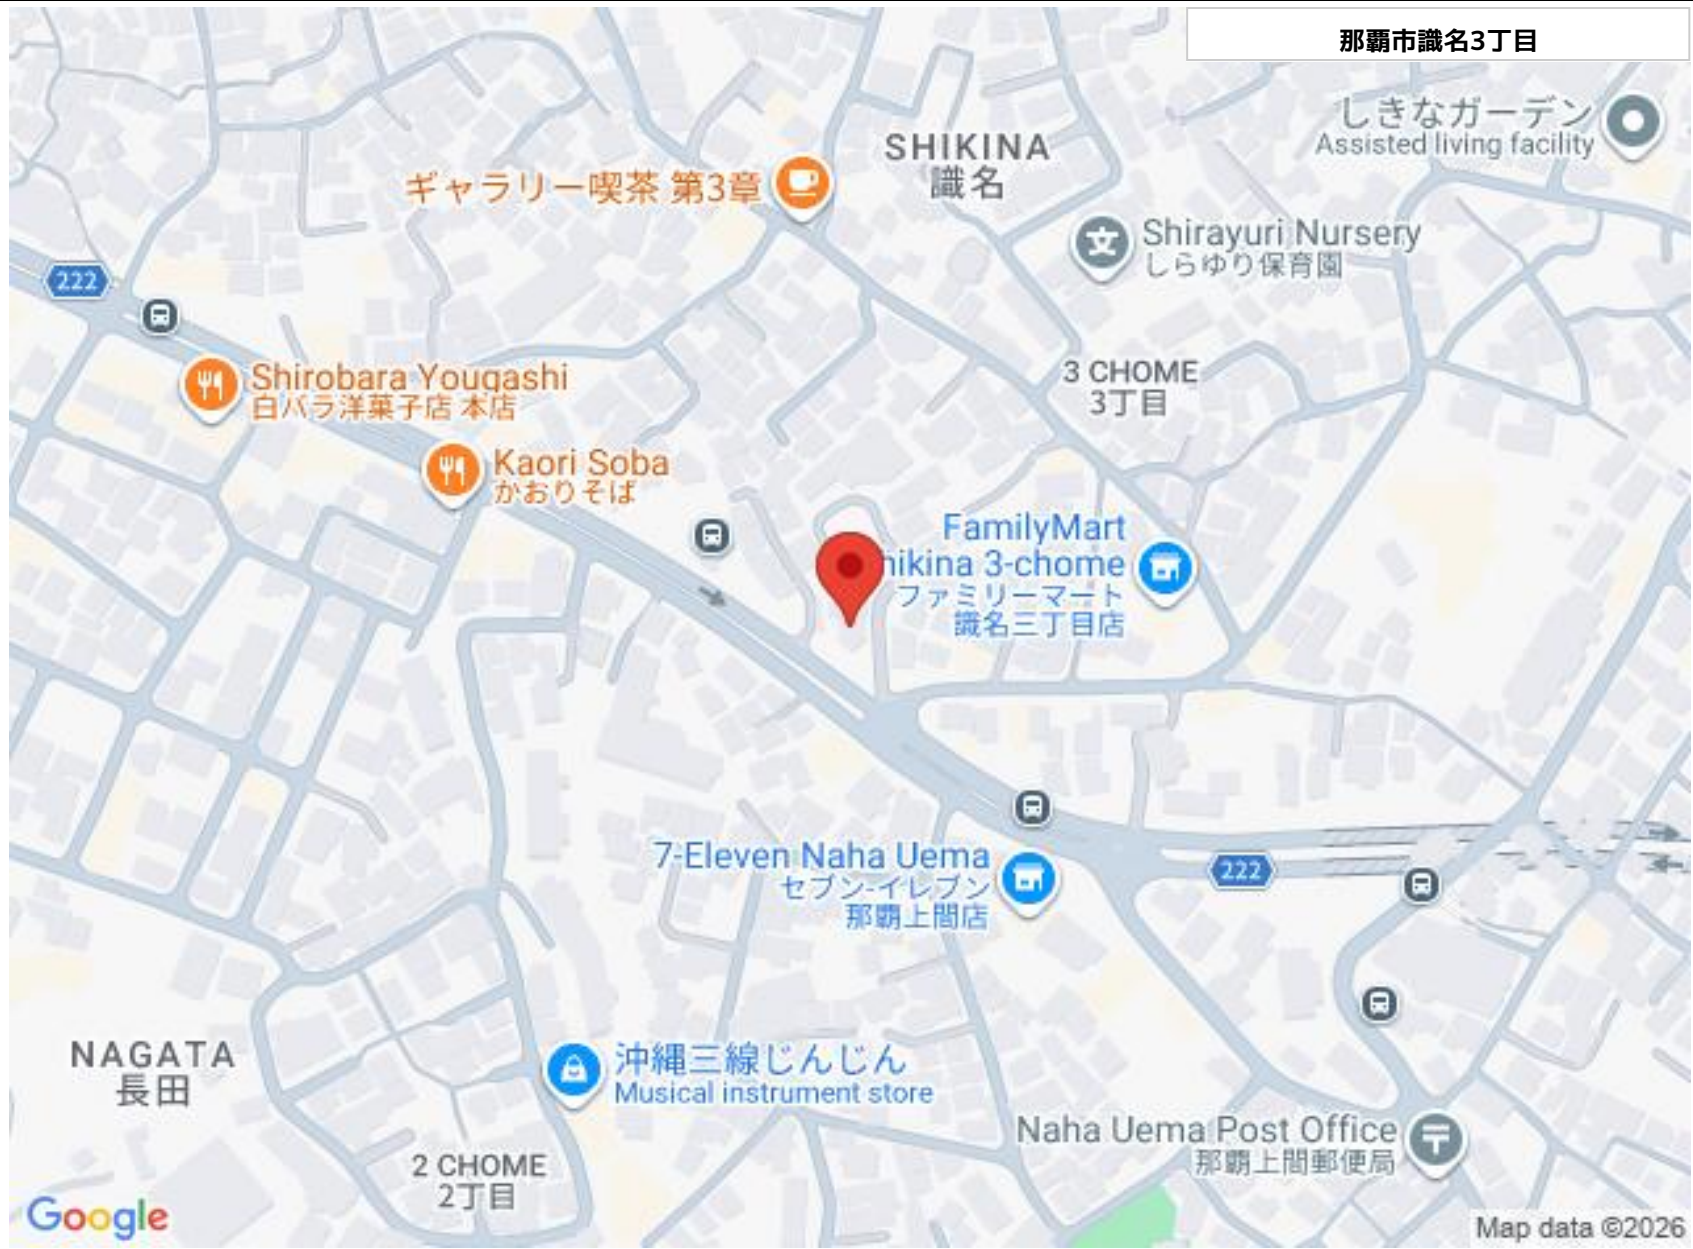 那覇市識名3丁目
しきなガーデン
Assisted living facility
SHIKINA
識名
ギャラリー喫茶 第3章
Shirayuri Nursery
しらゆり保育園
222
Shirobara Yougashi
白バラ洋菓子店 本店
3 CHOME
3丁目
Kaori Soba
かおりそば
FamilyMart
hikina 3-chome
ファミリーマート
識名三丁目店
7-Eleven Naha Uema
セブン-イレブン
那覇上間店
222
NAGATA
長田
沖縄三線じんじん
Musical instrument store
Naha Uema Post Office
那覇上間郵便局
2 CHOME
2丁目
Google
Map data ©2026